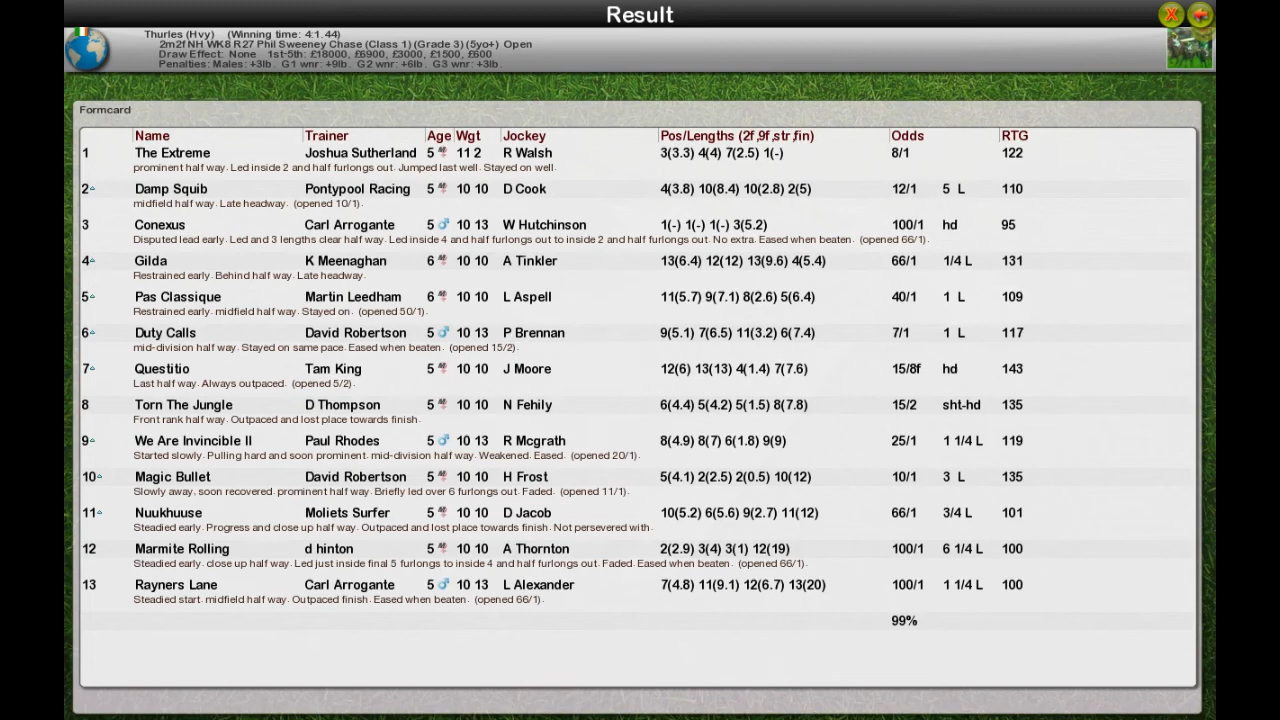 Result
Thurles (Hvy) (Winning time: 4:1.44)
2m2f NH WK8 R27 Phil Sweeney Chase (Class 1) (Grade 3) (5yo+) Open
Draw Effect: None 1st-5th: £18000, £6900, £3000, £1500, £600
Penalties: Males: +3lb. G1 wnr: +9lb. G2 wnr: +6lb. G3 wnr: +3lb.
Formcard
Name Trainer Age Wgt Jockey Pos/Lengths (2f,9f,str,fin) Odds RTG
1 The Extreme Joshua Sutherland 5 11 2 R Walsh 3(3.3) 4(4) 7(2.5) 1(-) 8/1 122
prominent half way. Led inside 2 and half furlongs out. Jumped last well. Stayed on well.
2 Damp Squib Pontypool Racing 5 10 10 D Cook 4(3.8) 10(8.4) 10(2.8) 2(5) 12/1 5 L 110
midfield half way. Late headway. (opened 10/1).
3 Conexus Carl Arrogante 5 10 13 W Hutchinson 1(-) 1(-) 1(-) 3(5.2) 100/1 hd 95
Disputed lead early. Led and 3 lengths clear half way. Led inside 4 and half furlongs out to inside 2 and half furlongs out. No extra. Eased when beaten. (opened 66/1).
4 Gilda K Meenaghan 6 10 10 A Tinkler 13(6.4) 12(12) 13(9.6) 4(5.4) 66/1 1/4 L 131
Restrained early. Behind half way. Late headway.
5 Pas Classique Martin Leedham 6 10 10 L Aspell 11(5.7) 9(7.1) 8(2.6) 5(6.4) 40/1 1 L 109
Restrained early. midfield half way. Stayed on. (opened 50/1).
6 Duty Calls David Robertson 5 10 13 P Brennan 9(5.1) 7(6.5) 11(3.2) 6(7.4) 7/1 1 L 117
mid-division half way. Stayed on same pace. Eased when beaten. (opened 15/2).
7 Questitio Tam King 5 10 10 J Moore 12(6) 13(13) 4(1.4) 7(7.6) 15/8f hd 143
Last half way. Always outpaced. (opened 5/2).
8 Torn The Jungle D Thompson 5 10 10 N Fehily 6(4.4) 5(4.2) 5(1.5) 8(7.8) 15/2 sht-hd 135
Front rank half way. Outpaced and lost place towards finish.
9 We Are Invincible II Paul Rhodes 5 10 13 R Mcgrath 8(4.9) 8(7) 6(1.8) 9(9) 25/1 1 1/4 L 119
Started slowly. Pulling hard and soon prominent. mid-division half way. Weakened. Eased. (opened 20/1).
10 Magic Bullet David Robertson 5 10 10 H Frost 5(4.1) 2(2.5) 2(0.5) 10(12) 10/1 3 L 135
Slowly away, soon recovered. prominent half way. Briefly led over 6 furlongs out. Faded. (opened 11/1).
11 Nuukhuuse Moliets Surfer 5 10 10 D Jacob 10(5.2) 6(5.6) 9(2.7) 11(12) 66/1 3/4 L 101
Steadied early. Progress and close up half way. Outpaced and lost place towards finish. Not persevered with.
12 Marmite Rolling d hinton 5 10 10 A Thornton 2(2.9) 3(4) 3(1) 12(19) 100/1 6 1/4 L 100
Steadied early. close up half way. Led just inside final 5 furlongs to inside 4 and half furlongs out. Faded. Eased when beaten. (opened 66/1).
13 Rayners Lane Carl Arrogante 5 10 13 L Alexander 7(4.8) 11(9.1) 12(6.7) 13(20) 100/1 1 1/4 L 100
Steadied start. midfield half way. Outpaced finish. Eased when beaten. (opened 66/1).
99%